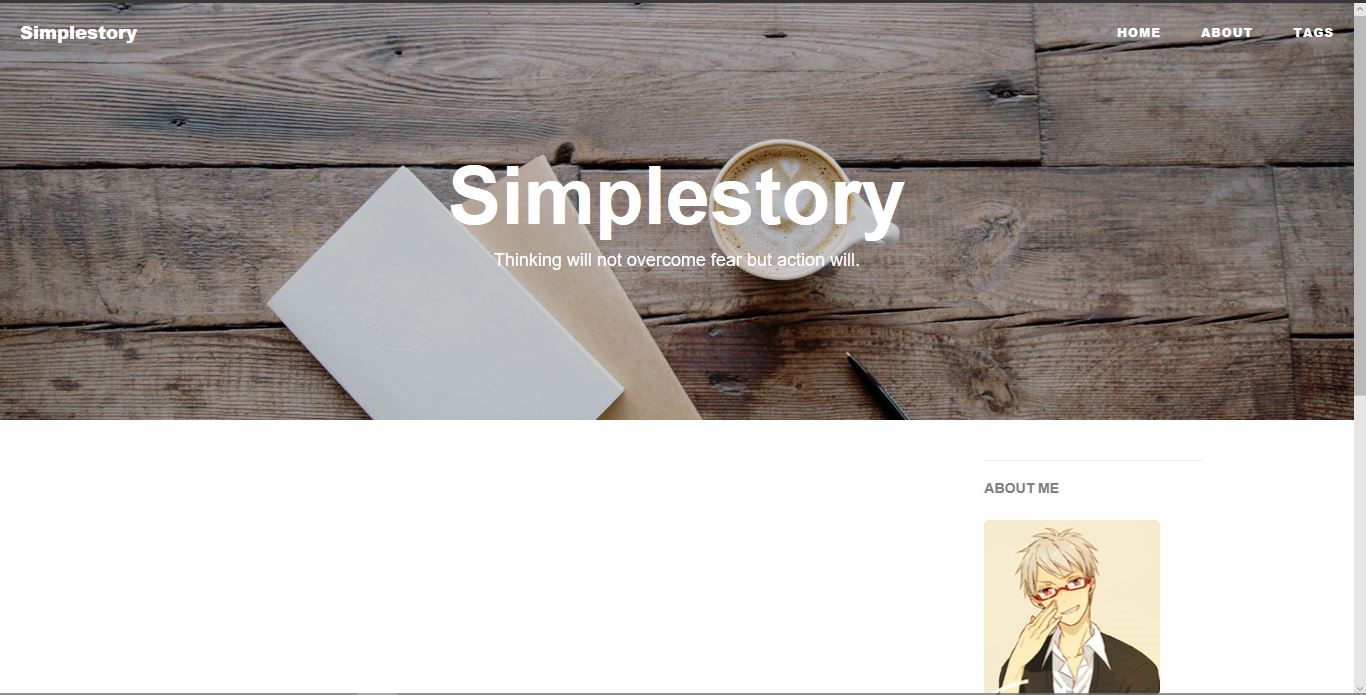 Simplestory
HOME ABOUT TAGS
Simplestory
Thinking will not overcome fear but action will.
ABOUT ME